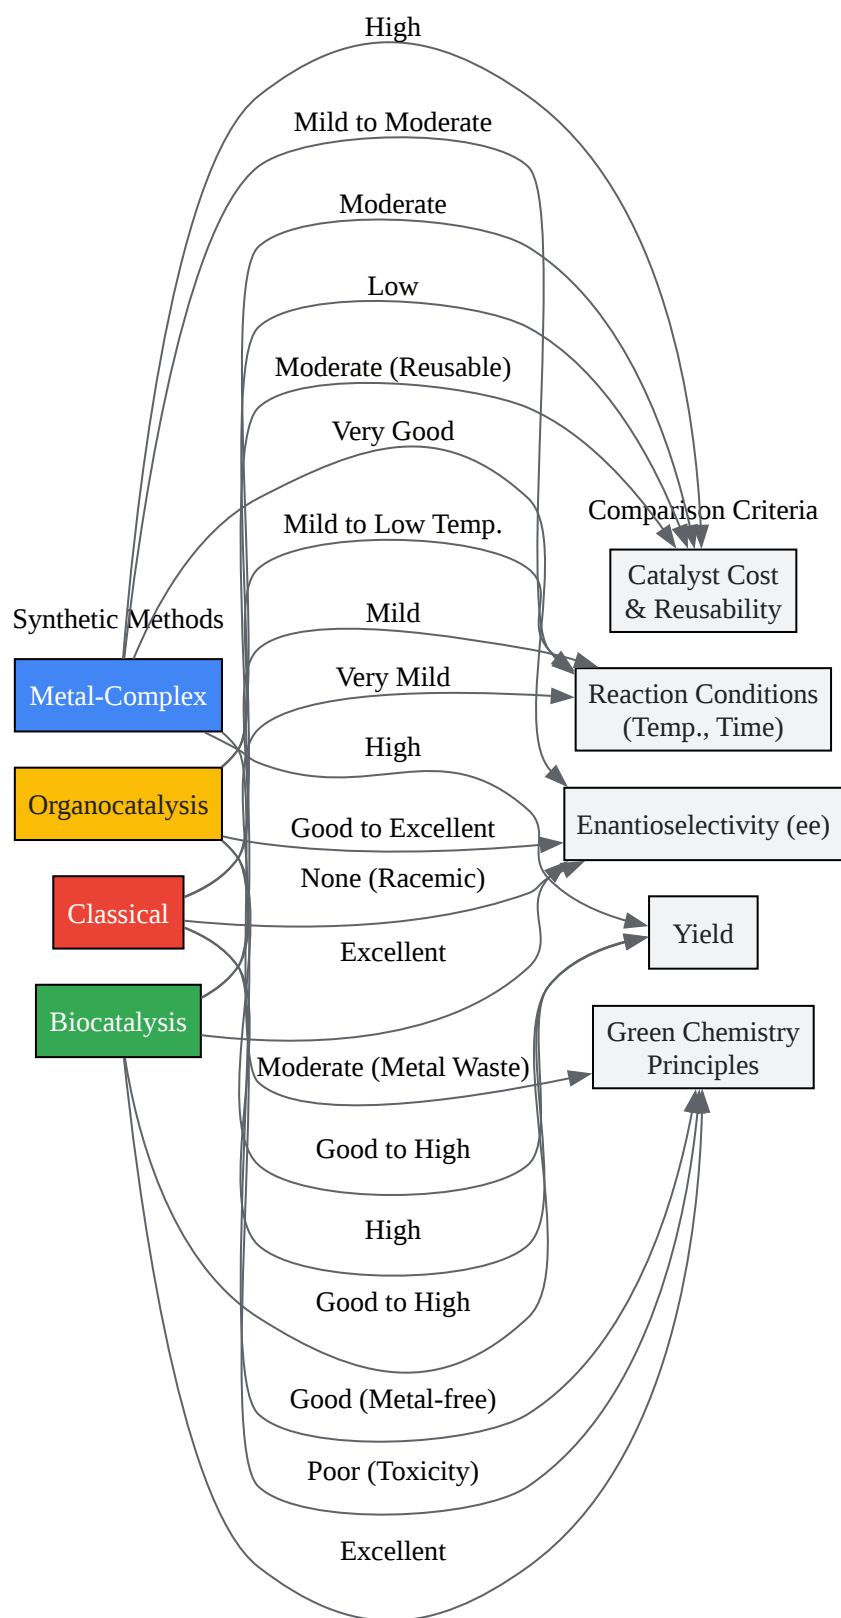 High
Mild to Moderate
Moderate
Low
Moderate (Reusable)
Very Good
Comparison Criteria
Mild to Low Temp.
Catalyst Cost
& Reusability
Synthetic Methods
Mild
Metal-Complex
Very Mild
Reaction Conditions
(Temp., Time)
High
Organocatalysis
Good to Excellent
Enantioselectivity (ee)
None (Racemic)
Classical
Yield
Excellent
Biocatalysis
Green Chemistry
Principles
Moderate (Metal Waste)
Good to High
High
Good to High
Good (Metal-free)
Poor (Toxicity)
Excellent